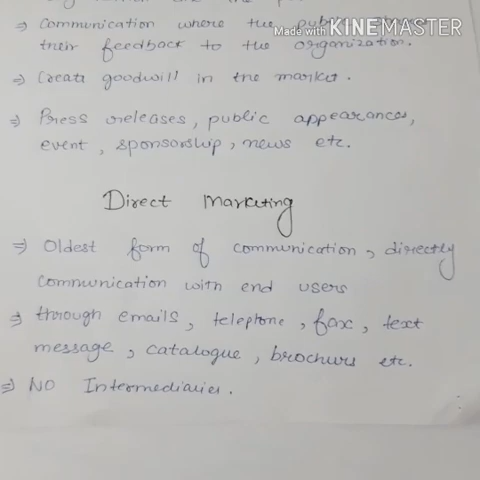 ⇒ Communication where the
their feedback to the organization.
⇒ Create goodwill in the market.
⇒ Press releases, public appearances,
event, sponsorship, news etc.
Direct Marketing
⇒ Oldest form of communication, directly
communication with end users
⇒ through emails, telephone, fax, text
message, catalogue, brochurs etc.
⇒ NO Intermediaries.
Made with KINEMASTER